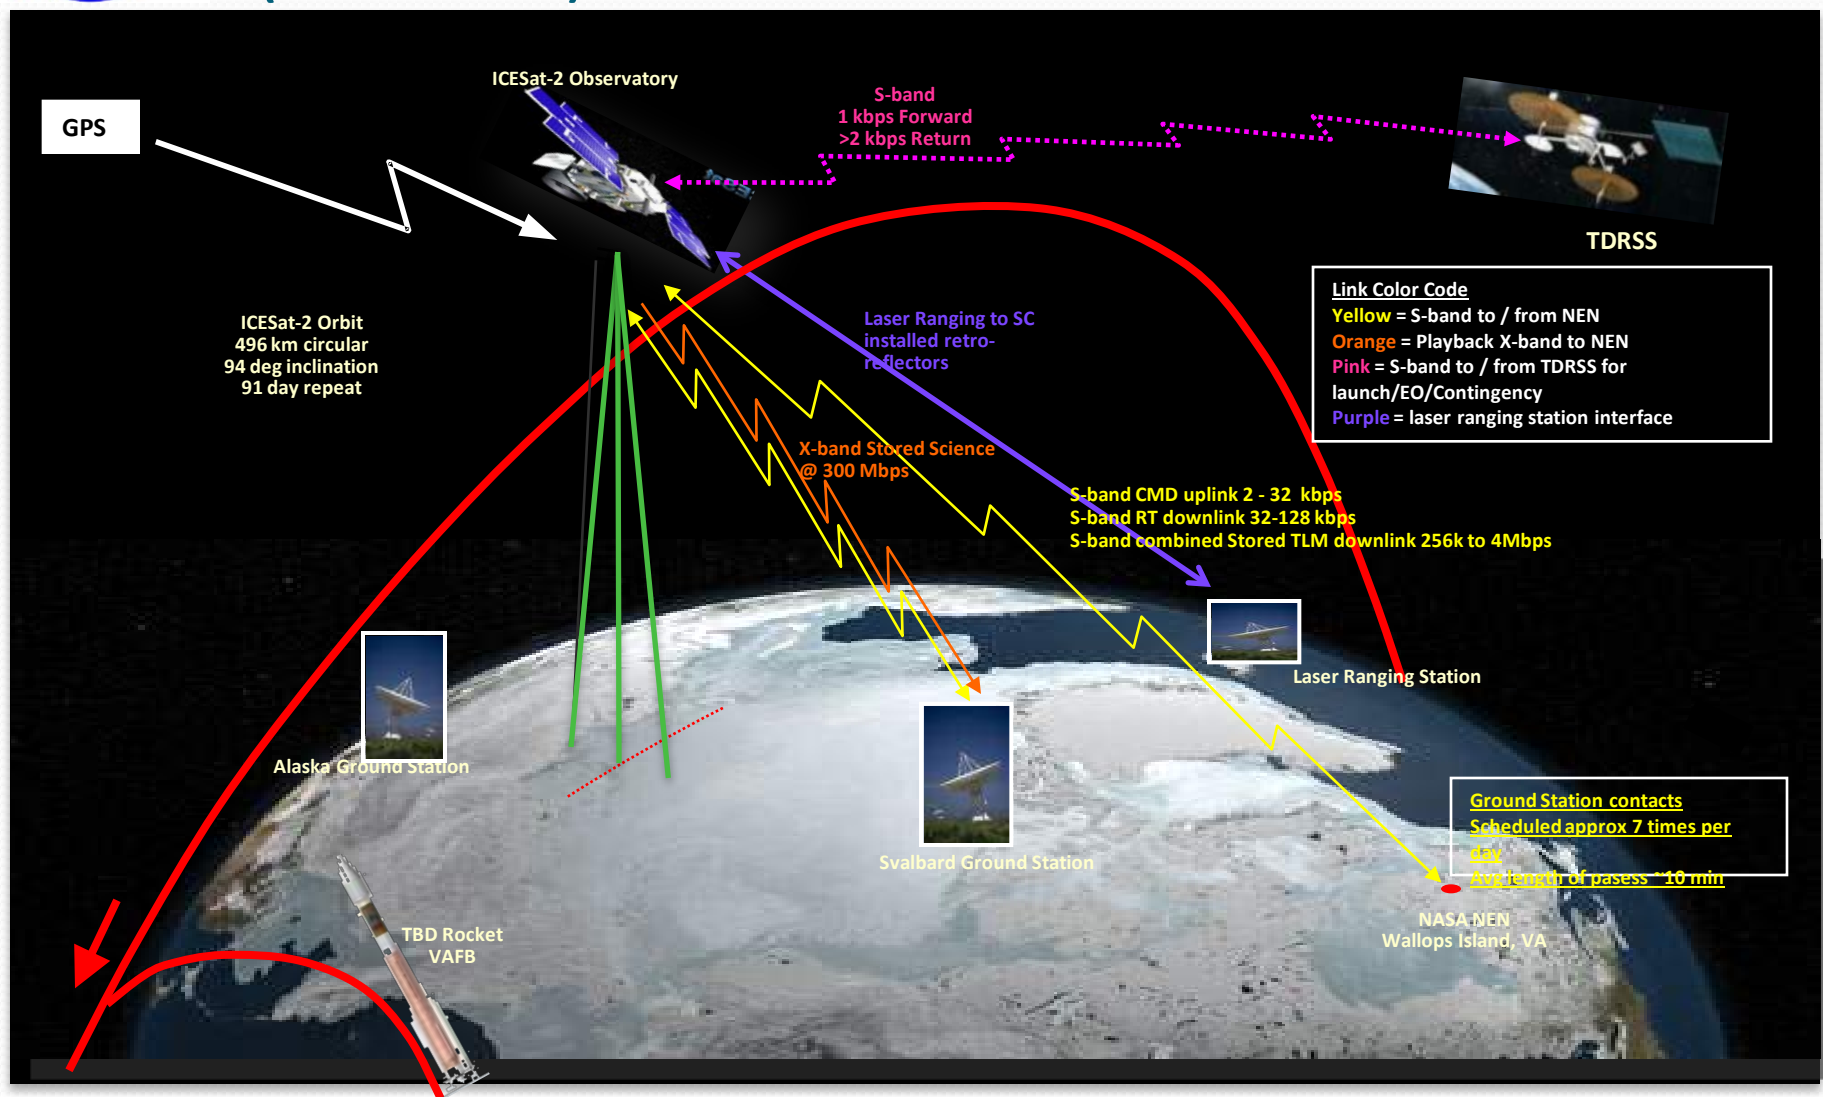 ICESat-2 Observatory
GPS
S-band
1 kbps Forward
>2 kbps Return
TDRSS
Link Color Code
Yellow = S-band to / from NEN
Orange = Playback X-band to NEN
Pink = S-band to / from TDRSS for
launch/EO/Contingency
Purple = laser ranging station interface
ICESat-2 Orbit
496 km circular
94 deg inclination
91 day repeat
Laser Ranging to SC
installed retro-
reflectors
X-band Stored Science
@ 300 Mbps
S-band CMD uplink 2 - 32 kbps
S-band RT downlink 32-128 kbps
S-band combined Stored TLM downlink 256k to 4Mbps
Laser Ranging Station
Alaska Ground Station
Svalbard Ground Station
Ground Station contacts
Scheduled approx 7 times per
day
Avg length of pasess ~10 min
NASA NEN
Wallops Island, VA
TBD Rocket
VAFB